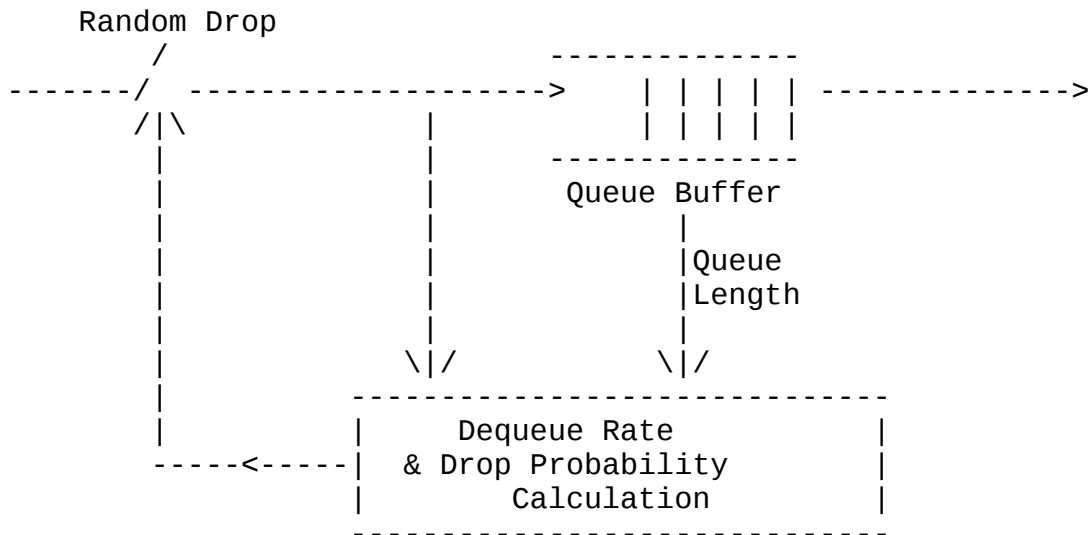 Random Drop
Queue Buffer
Queue
Length
Dequeue Rate
& Drop Probability
Calculation